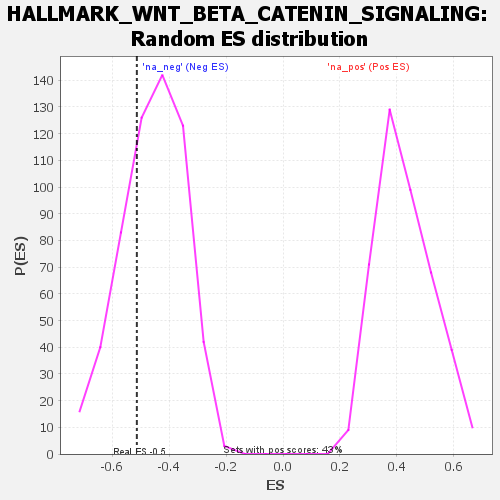 HALLMARK_WNT_BETA_CATENIN_SIGNALING:
Random ES distribution
'na_neg' (Neg ES)
'na_pos' (Pos ES)
140
130
120
110
100
90
80
70
60
50
40
30
20
10
0
P(ES)
Real ES -0.5
Sets with pos scores: 43%
-0.6 -0.4 -0.2 0.0 0.2 0.4 0.6
ES